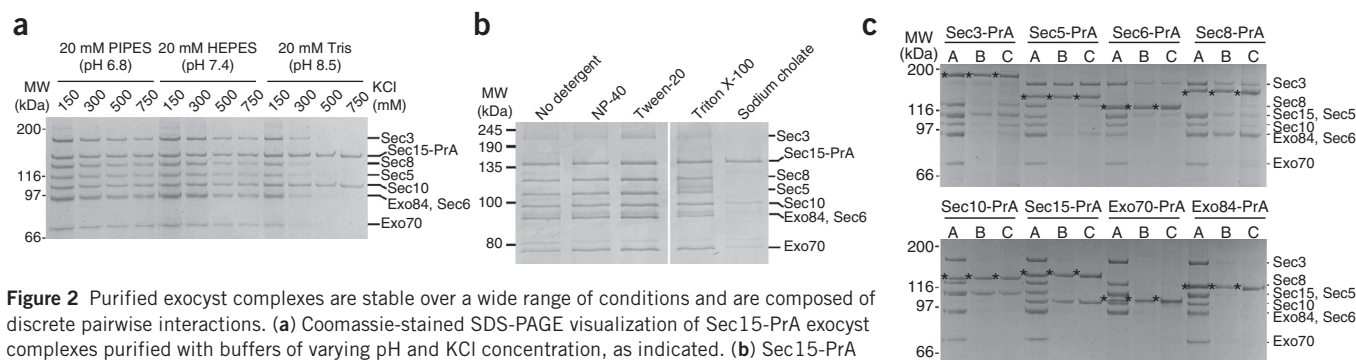 a
20 mM PIPES 20 mM HEPES 20 mM Tris
(pH 6.8) (pH 7.4) (pH 8.5)
MW
(kDa)
150 300 500 750 150 300 500 750 150 300 500 750
KCl
(mM)
200
116
97
66
Sec3
Sec15-PrA
Sec8
Sec5
Sec10
Exo84, Sec6
Exo70
b
MW
(kDa)
No detergent NP-40 Tween-20 Triton X-100 Sodium cholate
245
190
135
100
80
Sec3
Sec15-PrA
Sec8
Sec5
Sec10
Exo84, Sec6
Exo70
c
MW
(kDa)
Sec3-PrA Sec5-PrA Sec6-PrA Sec8-PrA
A B C A B C A B C A B C
200
116
97
66
Sec3
Sec8
Sec15, Sec5
Sec10
Exo84, Sec6
Exo70
Sec10-PrA Sec15-PrA Exo70-PrA Exo84-PrA
A B C A B C A B C A B C
200
116
97
66
Sec3
Sec8
Sec15, Sec5
Sec10
Exo84, Sec6
Exo70
Figure 2 Purified exocyst complexes are stable over a wide range of conditions and are composed of
discrete pairwise interactions. (a) Coomassie-stained SDS-PAGE visualization of Sec15-PrA exocyst
complexes purified with buffers of varying pH and KCl concentration, as indicated. (b) Sec15-PrA